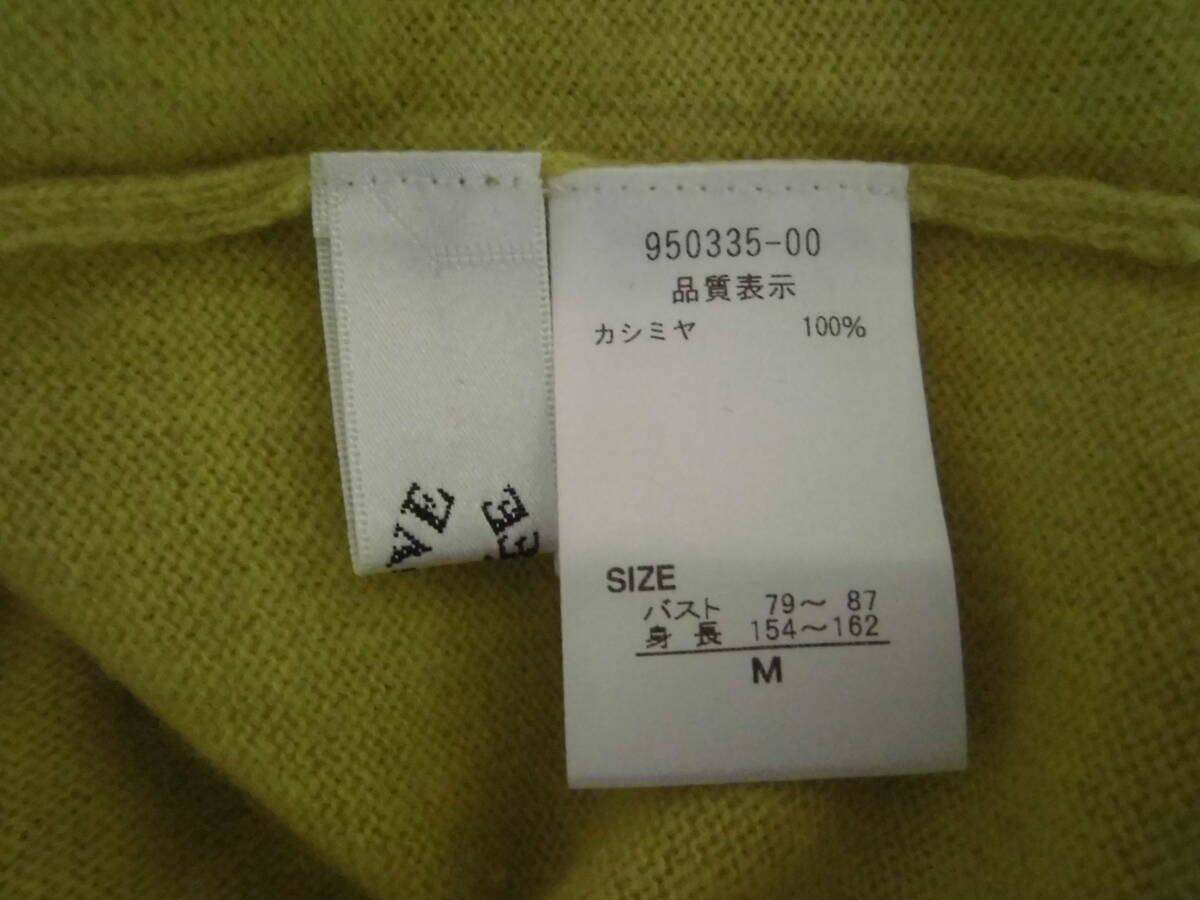 950335-00
品質表示
カシミヤ 100%
SIZE
バスト 79～ 87
身長 154～162
M